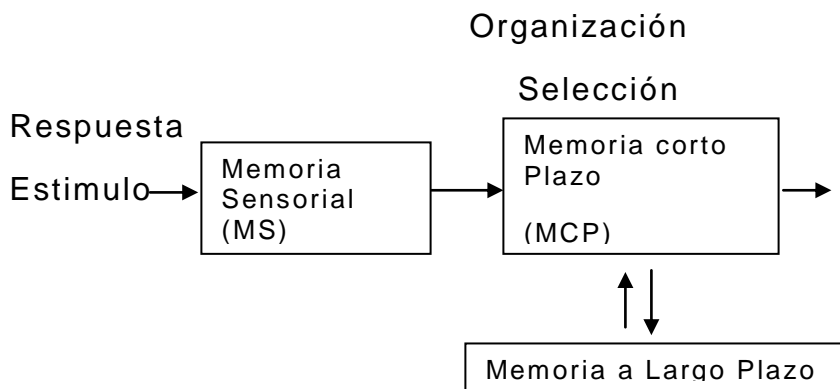 Organización
Selección
Respuesta
Estimulo
Memoria
Sensorial
(MS)
Memoria corto
Plazo
(MCP)
Memoria a Largo Plazo